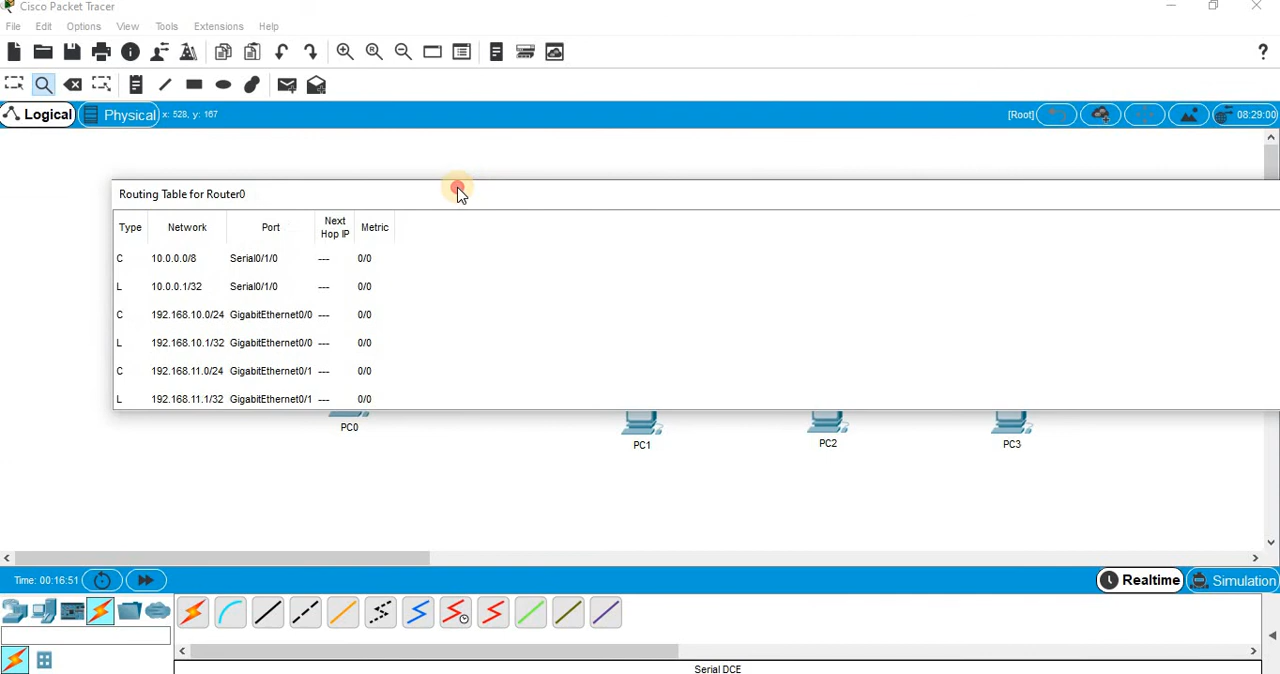 Cisco Packet Tracer
File Edit Options View Tools Extensions Help
?
Logical Physical x: 528, y: 167 [Root] 08:29:00
Routing Table for Router0
Type Network Port Next Hop IP Metric
C 10.0.0.0/8 Serial0/1/0 --- 0/0
L 10.0.0.1/32 Serial0/1/0 --- 0/0
C 192.168.10.0/24 GigabitEthernet0/0 --- 0/0
L 192.168.10.1/32 GigabitEthernet0/0 --- 0/0
C 192.168.11.0/24 GigabitEthernet0/1 --- 0/0
L 192.168.11.1/32 GigabitEthernet0/1 --- 0/0
PC0 PC1 PC2 PC3
Time: 00:16:51 Realtime Simulation
Serial DCE